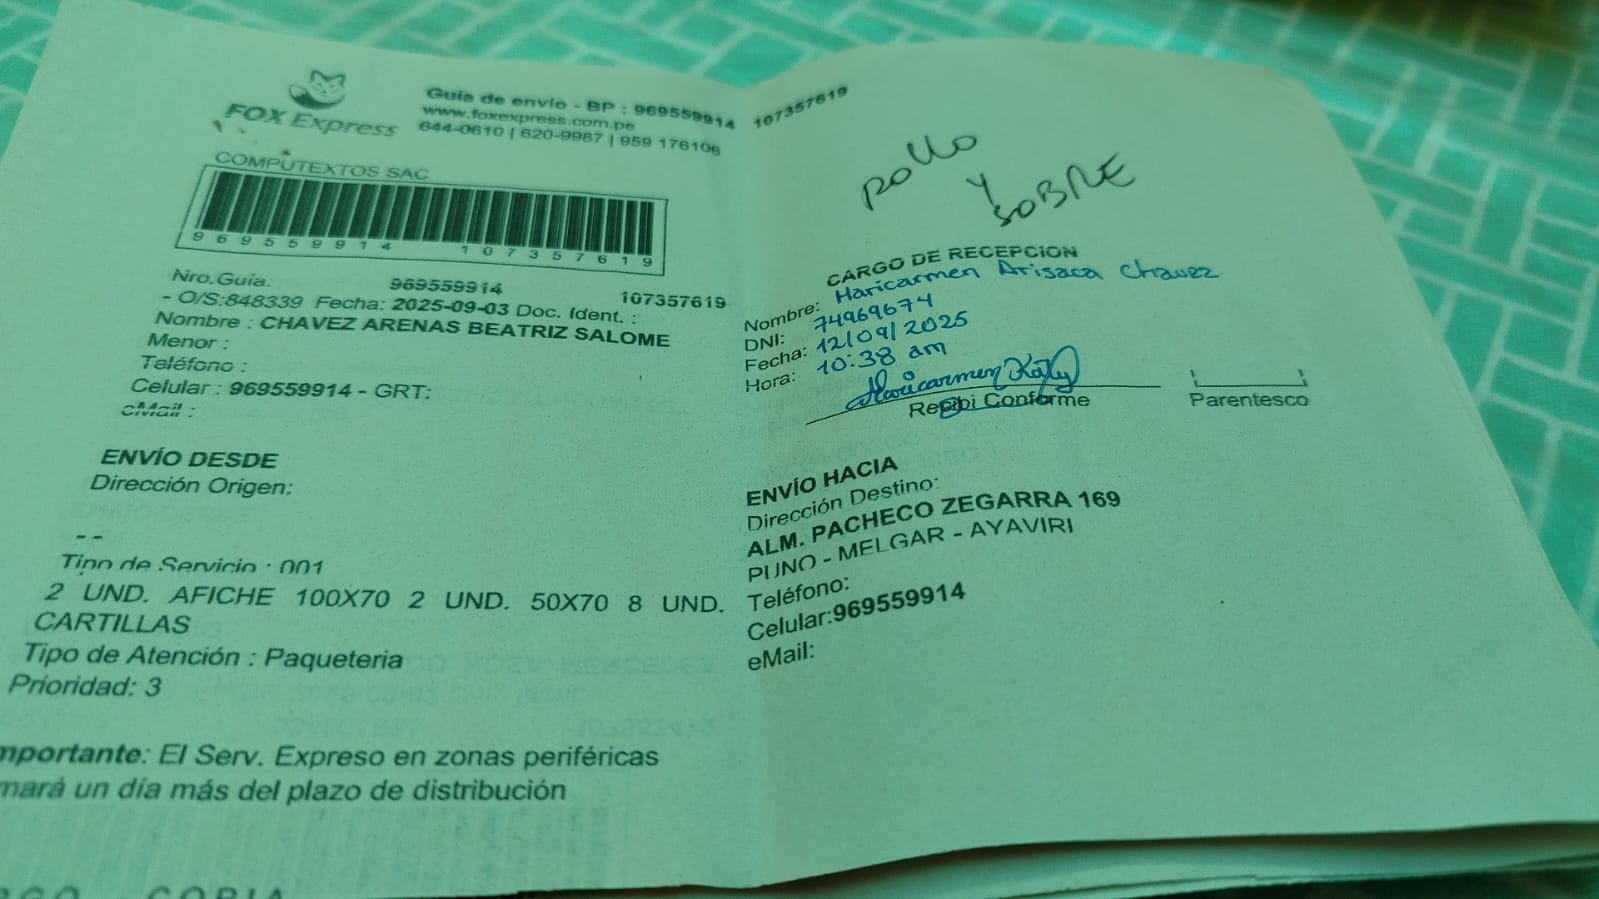 FOX Express
Guía de envío - BP : 969559914 107357619
www.foxexpress.com.pe
644-0610 | 620-9987 | 959 176106
COMPUTEXTOS SAC
969559914 107357619
Nro.Guia. 969559914 107357619
- O/S:848339 Fecha: 2025-09-03 Doc. Ident. :
Nombre : CHAVEZ ARENAS BEATRIZ SALOME
Menor :
Teléfono :
Celular : 969559914 - GRT:
eMail :
ENVÍO DESDE
Dirección Origen:
- -
Tipo de Servicio : 001
2 UND. AFICHE 100X70 2 UND. 50X70 8 UND.
CARTILLAS
Tipo de Atención : Paqueteria
Prioridad: 3
mportante: El Serv. Expreso en zonas periféricas
mará un día más del plazo de distribución
COPIA
Rollo
Y
SOBRE
CARGO DE RECEPCION
Nombre: Maricarmen Arisaca Chavez
DNI: 74969674
Fecha: 12/09/2025
Hora: 10:38 am
Maricarmen Katy
Recibi Conforme
Parentesco
ENVÍO HACIA
Dirección Destino:
ALM. PACHECO ZEGARRA 169
PUNO - MELGAR - AYAVIRI
Teléfono:
Celular:969559914
eMail: